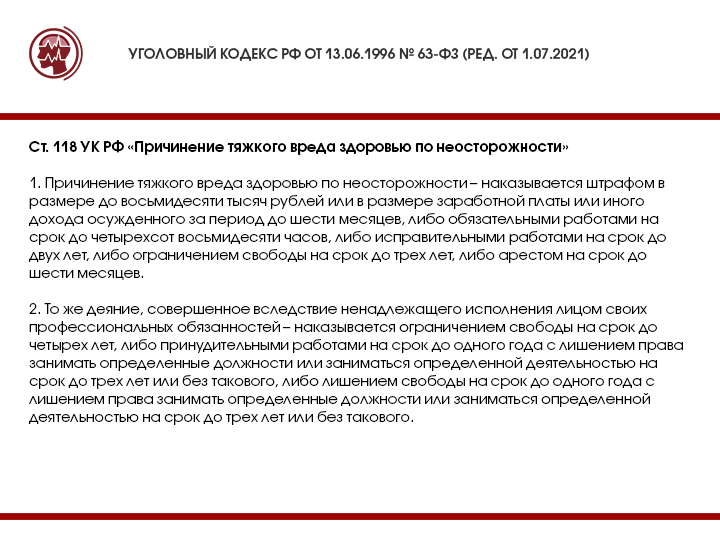 УГОЛОВНЫЙ КОДЕКС РФ ОТ 13.06.1996 № 63-ФЗ (РЕД. ОТ 1.07.2021)
Ст. 118 УК РФ «Причинение тяжкого вреда здоровью по неосторожности»
1. Причинение тяжкого вреда здоровью по неосторожности – наказывается штрафом в
размере до восьмидесяти тысяч рублей или в размере заработной платы или иного
дохода осужденного за период до шести месяцев, либо обязательными работами на
срок до четырехсот восьмидесяти часов, либо исправительными работами на срок до
двух лет, либо ограничением свободы на срок до трех лет, либо арестом на срок до
шести месяцев.
2. То же деяние, совершенное вследствие ненадлежащего исполнения лицом своих
профессиональных обязанностей – наказывается ограничением свободы на срок до
четырех лет, либо принудительными работами на срок до одного года с лишением права
занимать определенные должности или заниматься определенной деятельностью на
срок до трех лет или без такового, либо лишением свободы на срок до одного года с
лишением права занимать определенные должности или заниматься определенной
деятельностью на срок до трех лет или без такового.